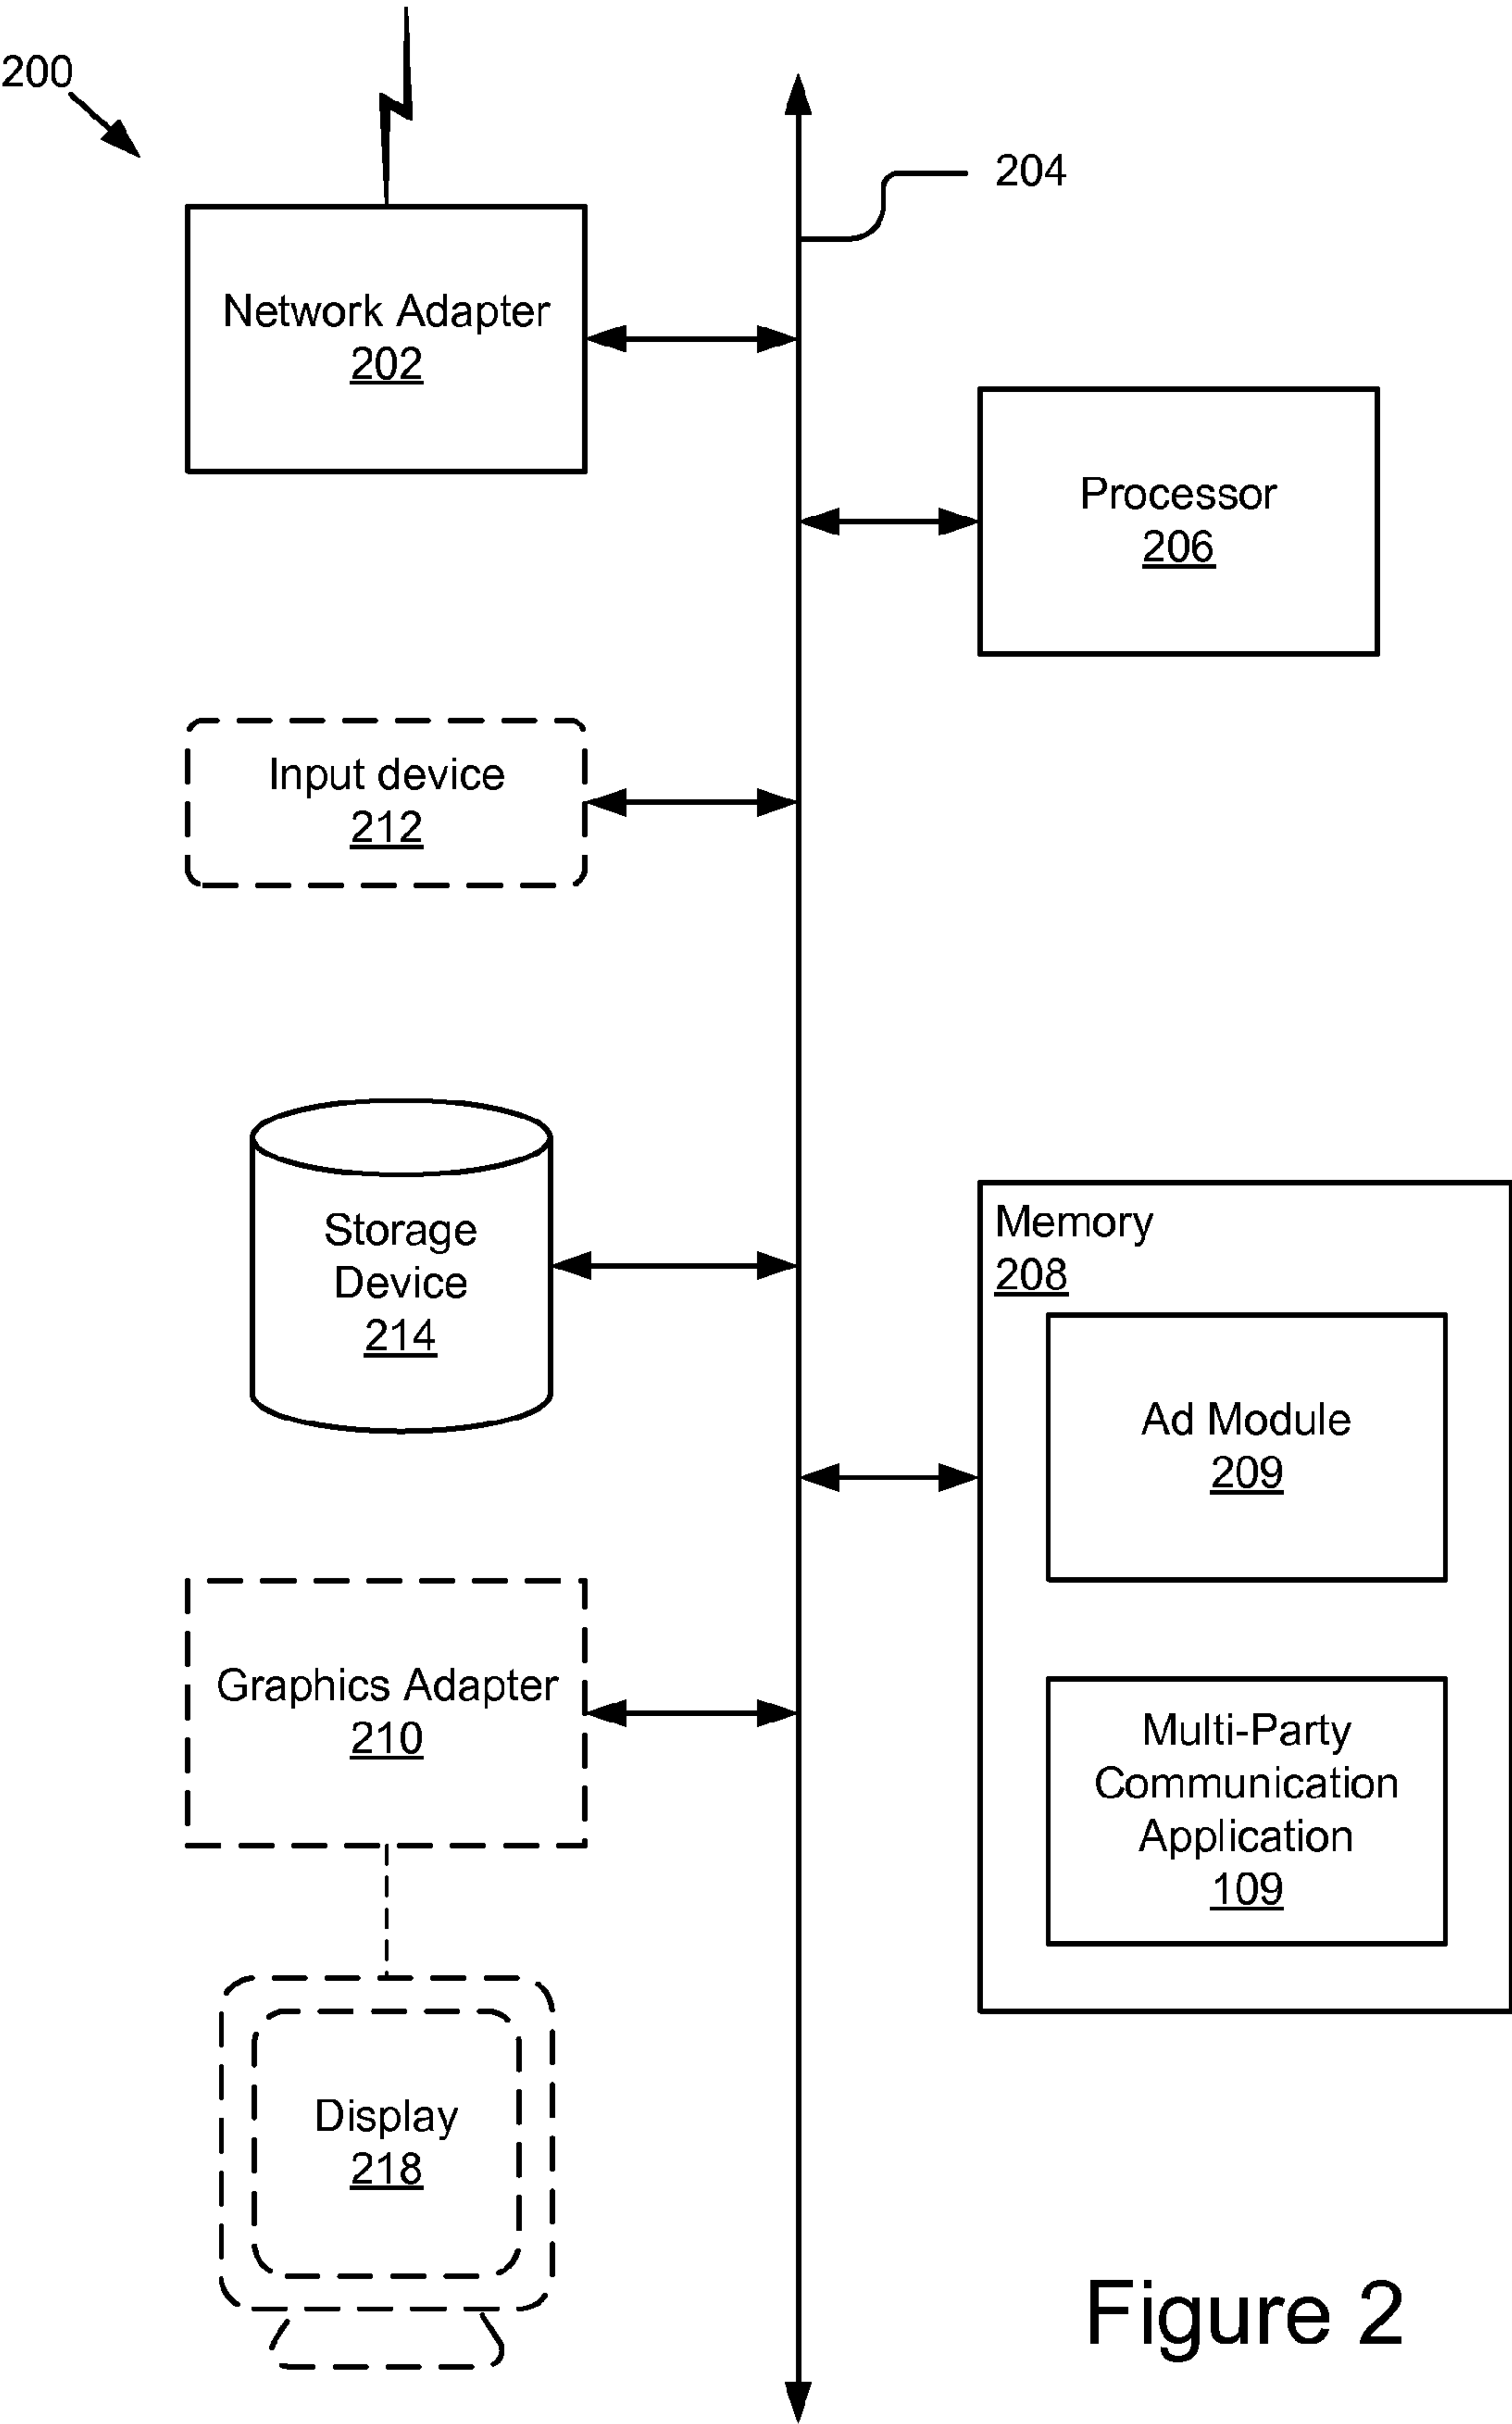 200
204
Network Adapter
202
Processor
206
Input device
212
Storage
Device
214
Memory
208
Ad Module
209
Graphics Adapter
210
Multi-Party
Communication
Application
109
Display
218
Figure 2